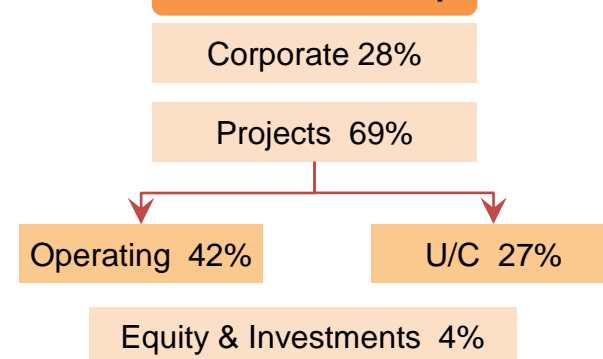 Corporate 28%
Projects 69%
Operating 42%
U/C 27%
Equity & Investments 4%